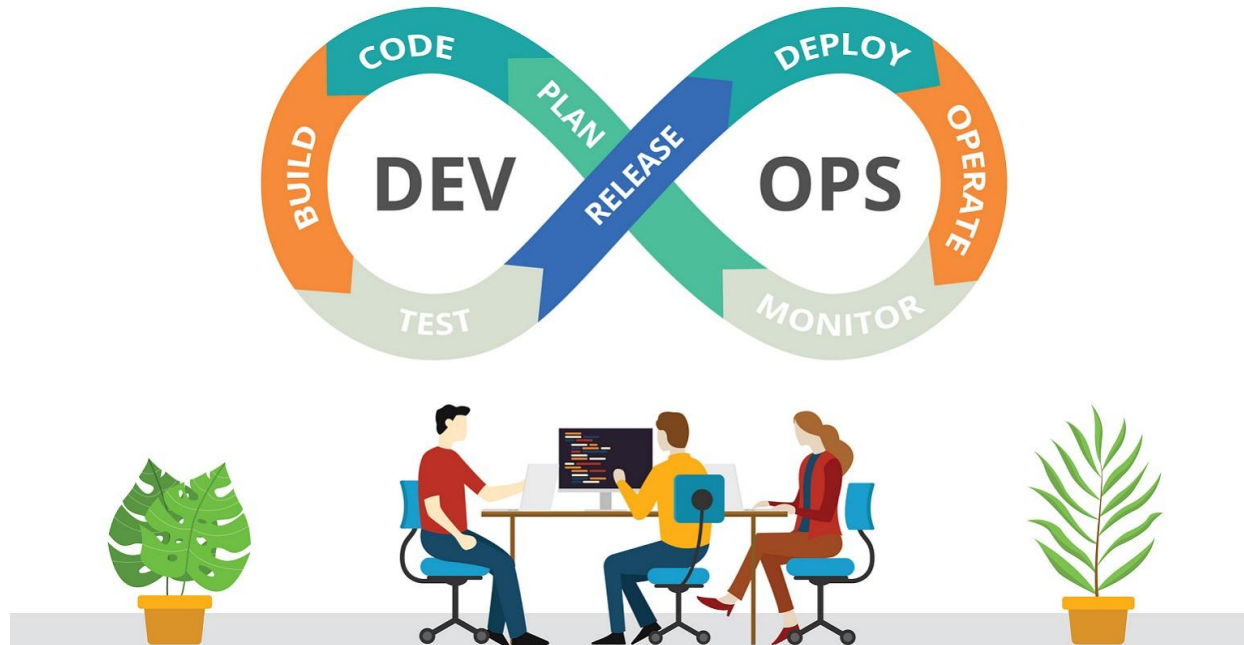 CODE
PLAN
BUILD
DEV
TEST
RELEASE
DEPLOY
OPS
OPERATE
MONITOR